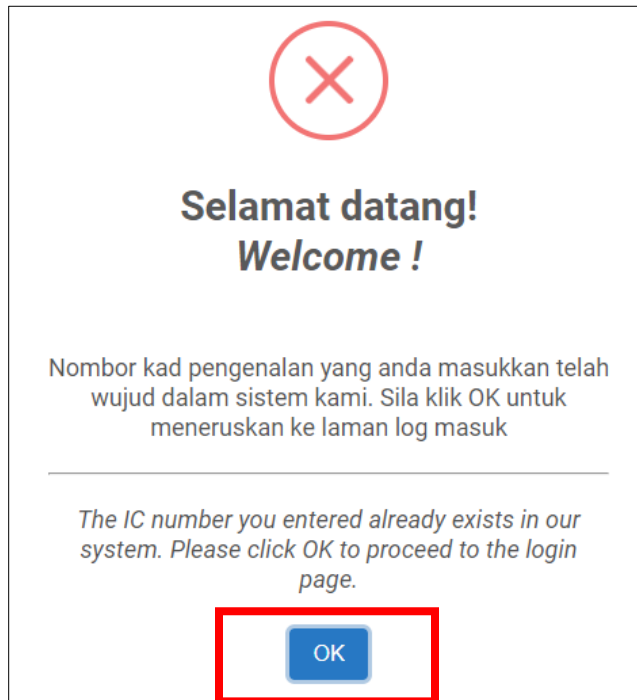 Selamat datang!
Welcome !
Nombor kad pengenalan yang anda masukkan telah
wujud dalam sistem kami. Sila klik OK untuk
meneruskan ke laman log masuk
The IC number you entered already exists in our
system. Please click OK to proceed to the login
page.
OK